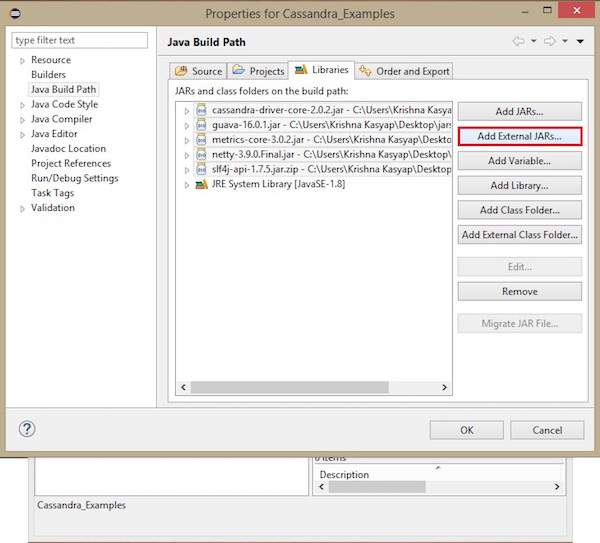 Properties for Cassandra_Examples
type filter text
Resource
Builders
Java Build Path
Java Code Style
Java Compiler
Java Editor
Javadoc Location
Project References
Run/Debug Settings
Task Tags
Validation
Java Build Path
Source
Projects
Libraries
Order and Export
JARs and class folders on the build path:
cassandra-driver-core-2.0.2.jar - C:\Users\Krishna Kasyap
guava-16.0.1.jar - C:\Users\Krishna Kasyap\Desktop\jars
metrics-core-3.0.2.jar - C:\Users\Krishna Kasyap\Deskto
netty-3.9.0.Final.jar - C:\Users\Krishna Kasyap\Desktop
slf4j-api-1.7.5.jar.zip - C:\Users\Krishna Kasyap\Deskto
JRE System Library [JavaSE-1.8]
Add JARs...
Add External JARs...
Add Variable...
Add Library...
Add Class Folder...
Add External Class Folder...
Edit...
Remove
Migrate JAR File...
OK
Cancel
0 items
Description
Cassandra_Examples